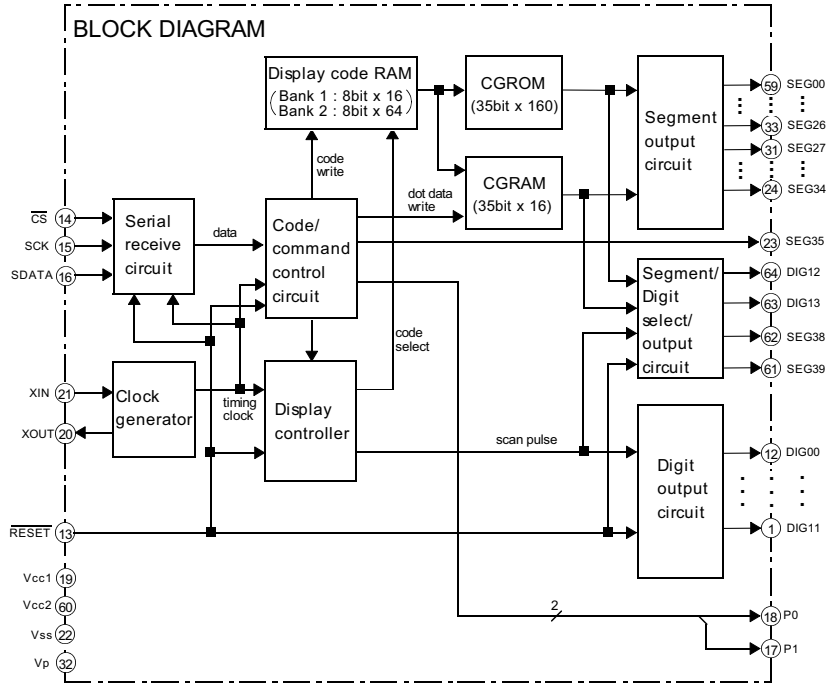 BLOCK DIAGRAM
Display code RAM
(Bank 1 : 8bit x 16)
(Bank 2 : 8bit x 64)
CGROM
(35bit x 160)
CGRAM
(35bit x 16)
Segment
output
circuit
59 SEG00
33 SEG26
31 SEG27
24 SEG34
code
write
dot data
write
CS 14
SCK 15
SDATA 16
Serial
receive
circuit
data
Code/
command
control
circuit
23 SEG35
Segment/
Digit
select/
output
circuit
64 DIG12
63 DIG13
62 SEG38
61 SEG39
code
select
XIN 21
XOUT 20
Clock
generator
timing
clock
Display
controller
scan pulse
Digit
output
circuit
12 DIG00
1 DIG11
RESET 13
Vcc1 19
Vcc2 60
Vss 22
Vp 32
2
18 P0
17 P1